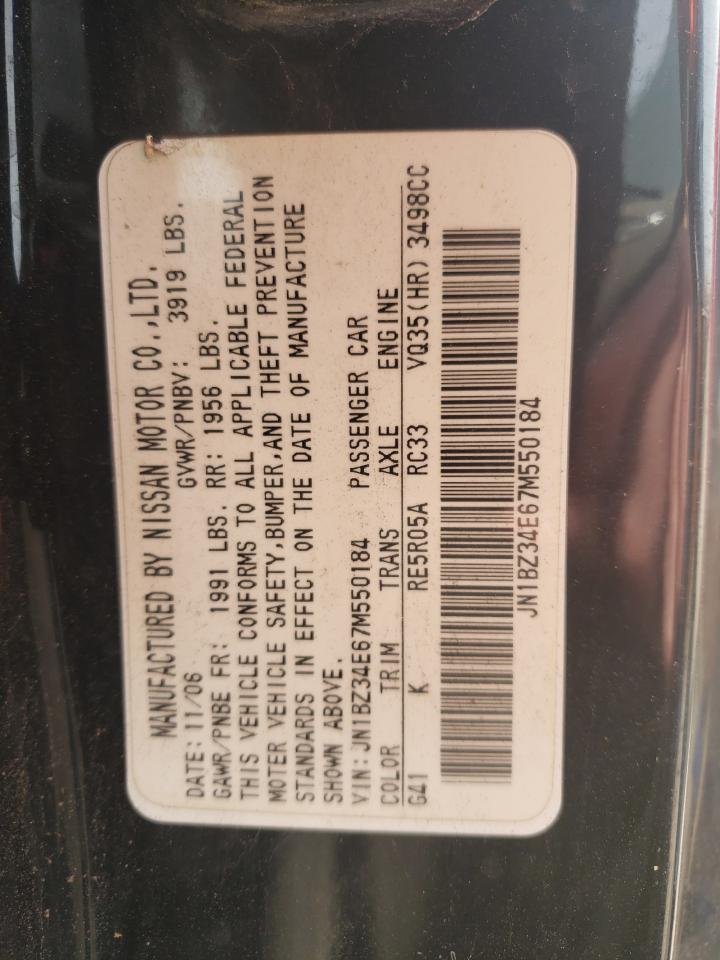 MANUFACTURED BY NISSAN MOTOR CO.,LTD.
DATE: 11/06 GVWR/PNBV: 3919 LBS.
GAWR/PNBE FR: 1991 LBS. RR: 1956 LBS.
THIS VEHICLE CONFORMS TO ALL APPLICABLE FEDERAL
MOTER VEHICLE SAFETY,BUMPER,AND THEFT PREVENTION
STANDARDS IN EFFECT ON THE DATE OF MANUFACTURE
SHOWN ABOVE.
VIN: JN1BZ34E67M550184 PASSENGER CAR
COLOR TRIM TRANS AXLE ENGINE
G41 K RE5R05A RC33 VQ35(HR) 3498CC
JN1BZ34E67M550184